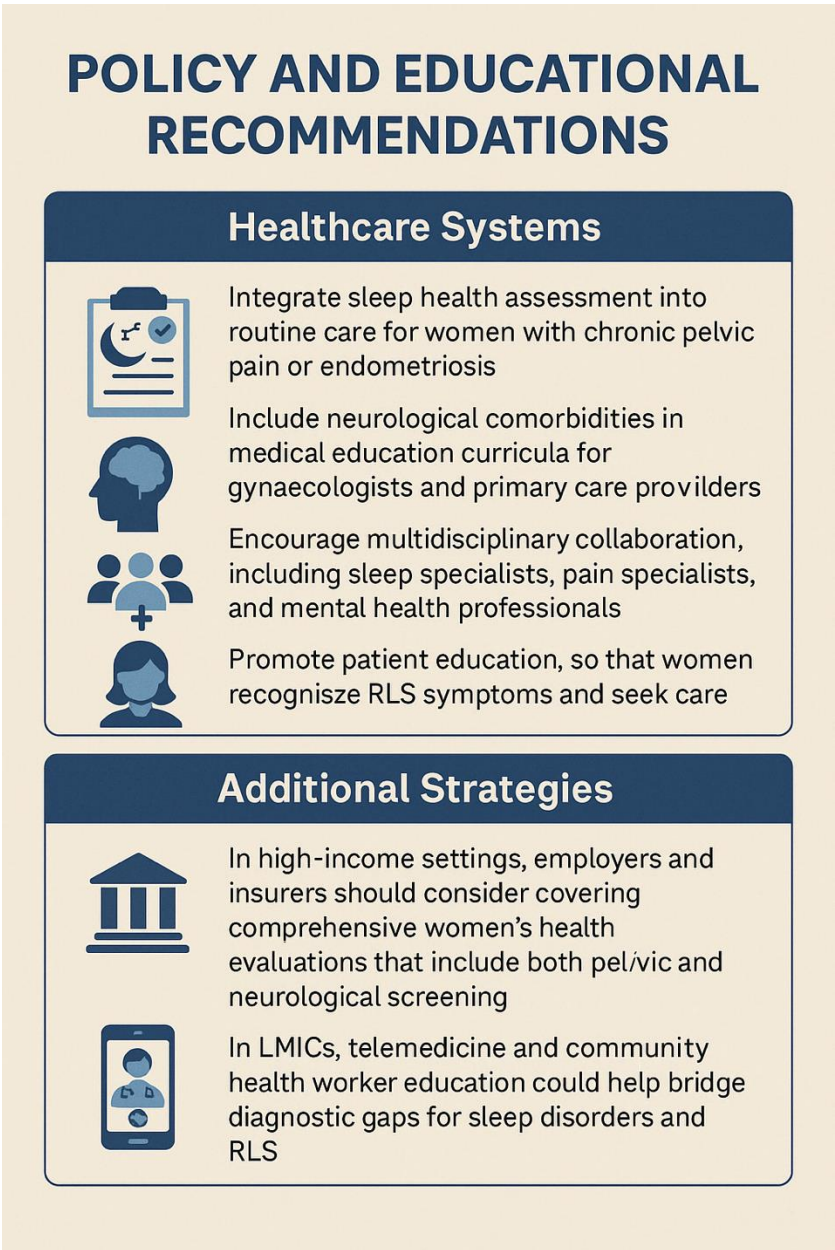 POLICY AND EDUCATIONAL
RECOMMENDATIONS
Healthcare Systems
Integrate sleep health assessment into
routine care for women with chronic pelvic
pain or endometriosis
Include neurological comorbidities in
medical education curricula for
gynaecologists and primary care provilders
Encourage multidisciplinary collaboration,
including sleep specialists, pain specialists,
and mental health professionals
Promote patient education, so that women
recognisze RLS symptoms and seek care
Additional Strategies
In high-income settings, employers and
insurers should consider covering
comprehensive women’s health
evaluations that include both pel/vic and
neurological screening
In LMICs, telemedicine and community
health worker education could help bridge
diagnostic gaps for sleep disorders and
RLS